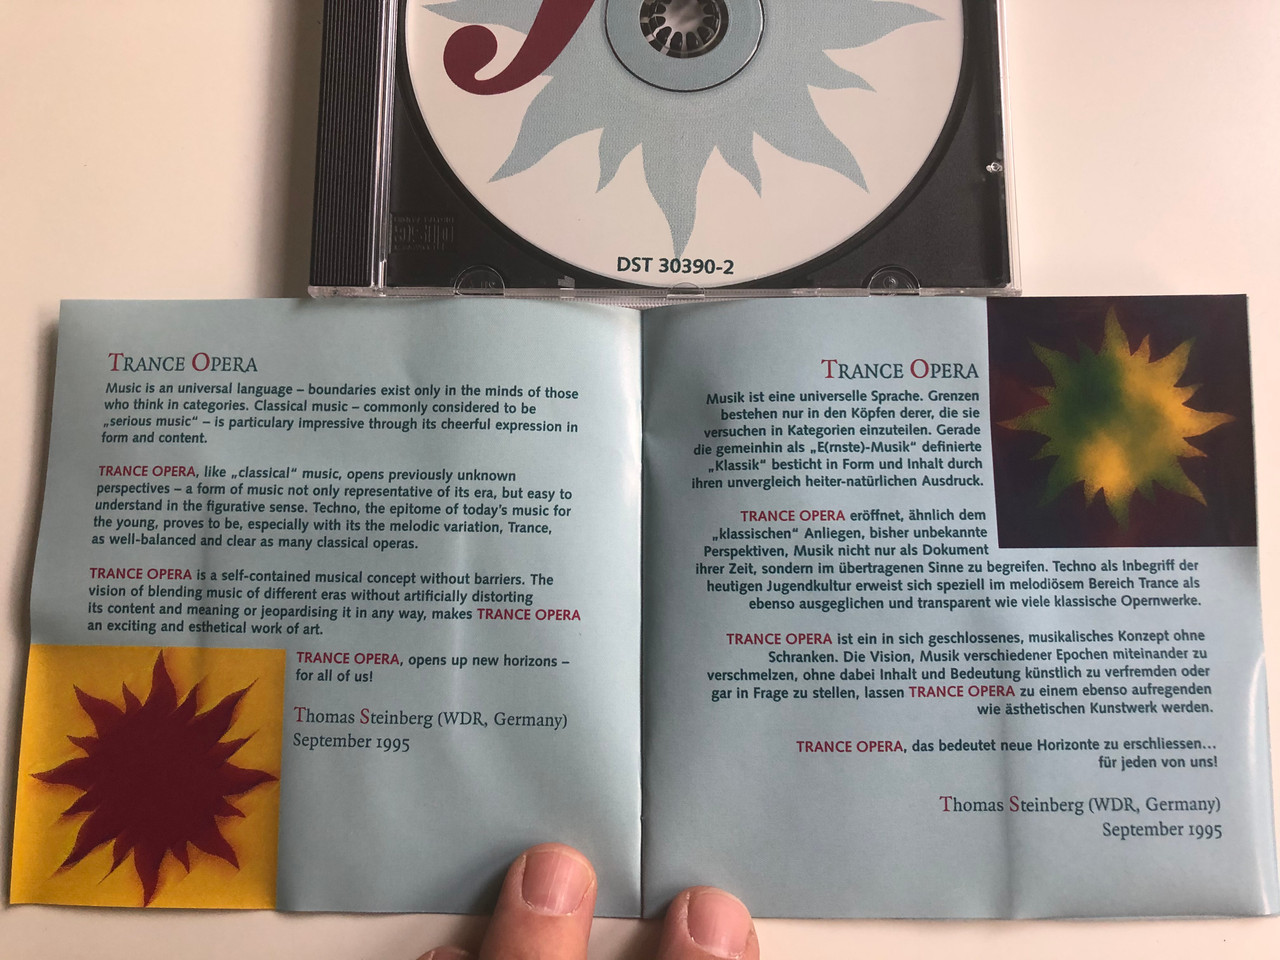 DST 30390-2
TRANCE OPERA
Music is an universal language – boundaries exist only in the minds of those
who think in categories. Classical music – commonly considered to be
„serious music“ – is particulary impressive through its cheerful expression in
form and content.
TRANCE OPERA, like „classical“ music, opens previously unknown
perspectives – a form of music not only representative of its era, but easy to
understand in the figurative sense. Techno, the epitome of today's music for
the young, proves to be, especially with its the melodic variation, Trance,
as well-balanced and clear as many classical operas.
TRANCE OPERA is a self-contained musical concept without barriers. The
vision of blending music of different eras without artificially distorting
its content and meaning or jeopardising it in any way, makes TRANCE OPERA
an exciting and esthetical work of art.
TRANCE OPERA, opens up new horizons –
for all of us!
Thomas Steinberg (WDR, Germany)
September 1995
TRANCE OPERA
Musik ist eine universelle Sprache. Grenzen
bestehen nur in den Köpfen derer, die sie
versuchen in Kategorien einzuteilen. Gerade
die gemeinhin als „E(rnste)-Musik“ definierte
„Klassik“ besticht in Form und Inhalt durch
ihren unvergleich heiter-natürlichen Ausdruck.
TRANCE OPERA eröffnet, ähnlich dem
„klassischen“ Anliegen, bisher unbekannte
Perspektiven, Musik nicht nur als Dokument
ihrer Zeit, sondern im übertragenen Sinne zu begreifen. Techno als Inbegriff der
heutigen Jugendkultur erweist sich speziell im melodiösem Bereich Trance als
ebenso ausgeglichen und transparent wie viele klassische Opernwerke.
TRANCE OPERA ist ein in sich geschlossenes, musikalisches Konzept ohne
Schranken. Die Vision, Musik verschiedener Epochen miteinander zu
verschmelzen, ohne dabei Inhalt und Bedeutung künstlich zu verfremden oder
gar in Frage zu stellen, lassen TRANCE OPERA zu einem ebenso aufregenden
wie ästhetischen Kunstwerk werden.
TRANCE OPERA, das bedeutet neue Horizonte zu erschliessen...
für jeden von uns!
Thomas Steinberg (WDR, Germany)
September 1995